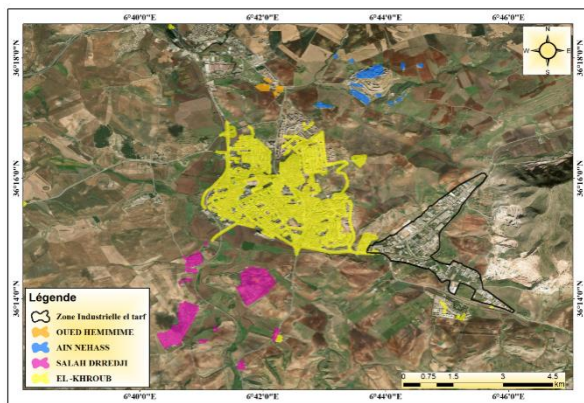 6°40'0"E 6°42'0"E 6°44'0"E 6°46'0"E
36°18'0"N 36°18'0"N
N
W E
S
36°16'0"N 36°16'0"N
36°14'0"N 36°14'0"N
Légende
Zone Industrielle el tarf
OUED HEMIMIME
AIN NEHASS
SALAH DRREDJI
EL -KHROUB
0 0.75 1.5 3 4.5
km
6°40'0"E 6°42'0"E 6°44'0"E 6°46'0"E